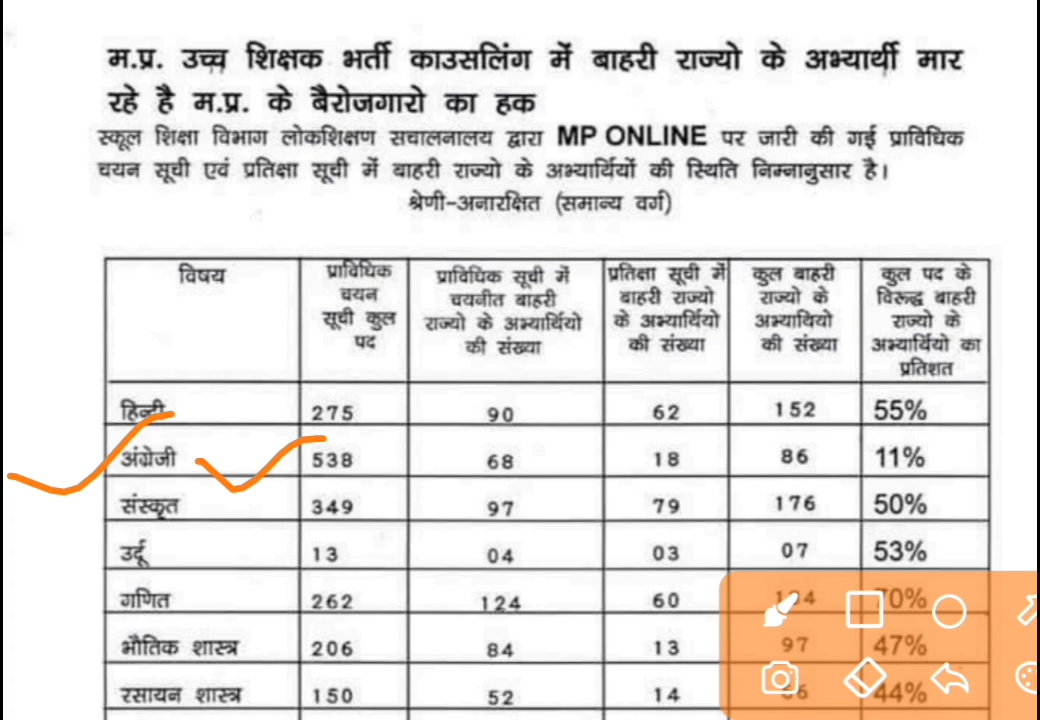 म.प्र. उच्च शिक्षक भर्ती काउसलिंग में बाहरी राज्यो के अभ्यार्थी मार
रहे है म.प्र. के बैरोजगारो का हक
स्कूल शिक्षा विभाग लोकशिक्षण सचालनालय द्वारा MP ONLINE पर जारी की गई प्राविधिक
चयन सूची एवं प्रतिक्षा सूची में बाहरी राज्यो के अभ्यार्थियों की स्थिति निम्नानुसार है।
श्रेणी-अनारक्षित (समान्य वर्ग)
विषय
प्राविधिक
चयन
सूची कुल
पद
प्राविधिक सूची में
चयनीत बाहरी
राज्यो के अभ्यार्थियो
की संख्या
प्रतिक्षा सूची में
बाहरी राज्यो
के अभ्यार्थियो
की संख्या
कुल बाहरी
राज्यो के
अभ्याथियो
की संख्या
कुल पद के
विरूद्ध बाहरी
राज्यो के
अभ्यार्थियो का
प्रतिशत
हिन्दी 275 90 62 152 55%
अंग्रेजी 538 68 18 86 11%
संस्कृत 349 97 79 176 50%
उर्दू 13 04 03 07 53%
गणित 262 124 60 70%
भौतिक शास्त्र 206 84 13 97 47%
रसायन शास्त्र 150 52 14 44%